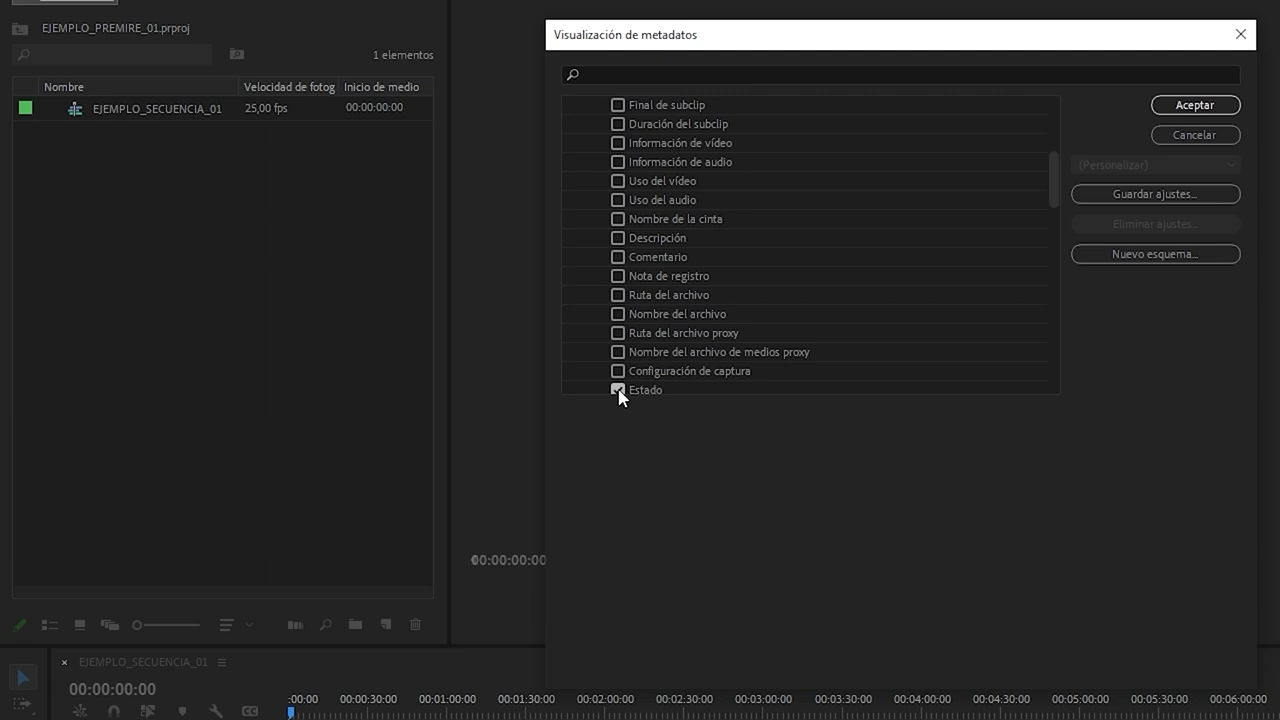 EJEMPLO_PREMIRE_01.prproj
1 elementos
Nombre
Velocidad de fotog
Inicio de medio
EJEMPLO_SECUENCIA_01
25,00 fps
00:00:00:00
00:00:00:00
Visualización de metadatos
Final de subclip
Duración del subclip
Información de vídeo
Información de audio
Uso del vídeo
Uso del audio
Nombre de la cinta
Descripción
Comentario
Nota de registro
Ruta del archivo
Nombre del archivo
Ruta del archivo proxy
Nombre del archivo de medios proxy
Configuración de captura
Estado
Aceptar
Cancelar
(Personalizar)
Guardar ajustes...
Eliminar ajustes...
Nuevo esquema...
EJEMPLO_SECUENCIA_01
00:00:00:00
:00:00 00:00:30:00 00:01:00:00 00:01:30:00 00:02:00:00 00:02:30:00 00:03:00:00 00:03:30:00 00:04:00:00 00:04:30:00 00:05:00:00 00:05:30:00 00:06:00:00